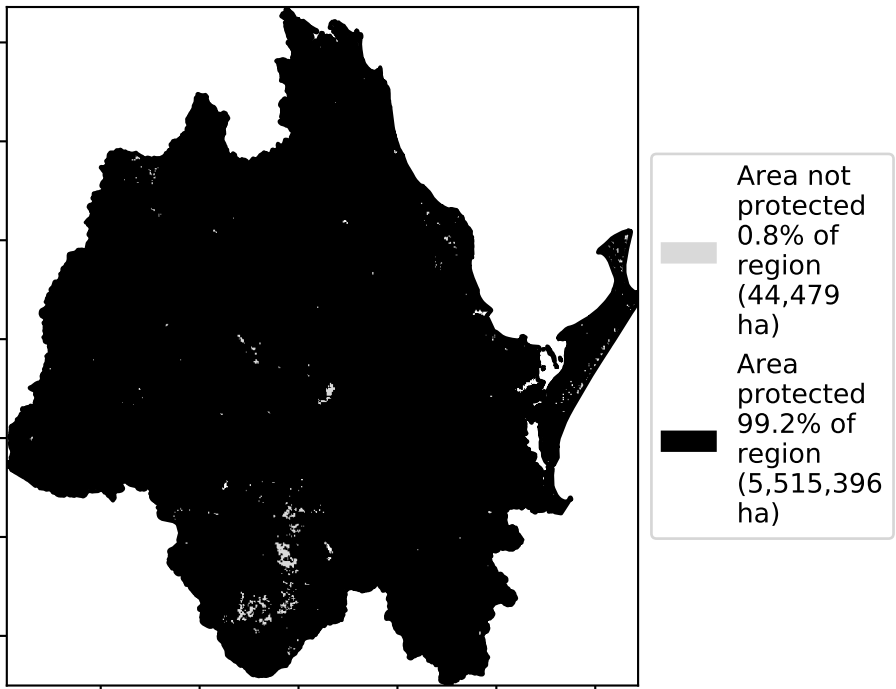 Area not
protected
0.8% of
region
(44,479
ha)
Area
protected
99.2% of
region
(5,515,396
ha)